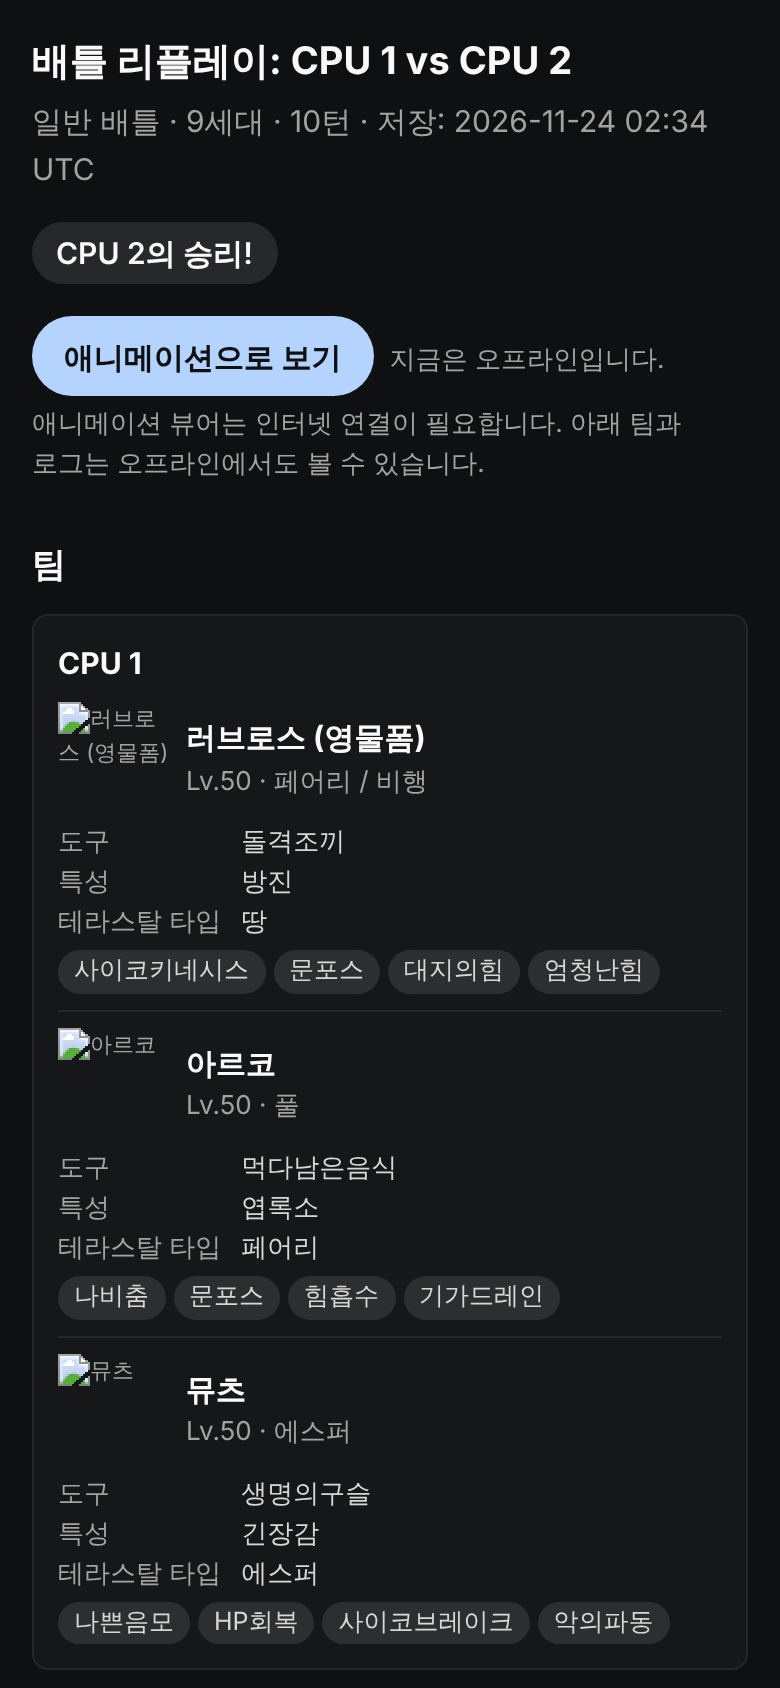 배틀 리플레이: CPU 1 vs CPU 2
일반 배틀 · 9세대 · 10턴 · 저장: 2026-11-24 02:34
UTC
CPU 2의 승리!
애니메이션으로 보기 지금은 오프라인입니다.
애니메이션 뷰어는 인터넷 연결이 필요합니다. 아래 팀과
로그는 오프라인에서도 볼 수 있습니다.
팀
CPU 1
러브로
스 (영물폼)
러브로스 (영물폼)
Lv.50 · 페어리 / 비행
도구 돌격조끼
특성 방진
테라스탈 타입 땅
사이코키네시스 문포스 대지의힘 엄청난힘
아르코
아르코
Lv.50 · 풀
도구 먹다남은음식
특성 엽록소
테라스탈 타입 페어리
나비춤 문포스 힘흡수 기가드레인
뮤츠
뮤츠
Lv.50 · 에스퍼
도구 생명의구슬
특성 긴장감
테라스탈 타입 에스퍼
나쁜음모 HP회복 사이코브레이크 악의파동